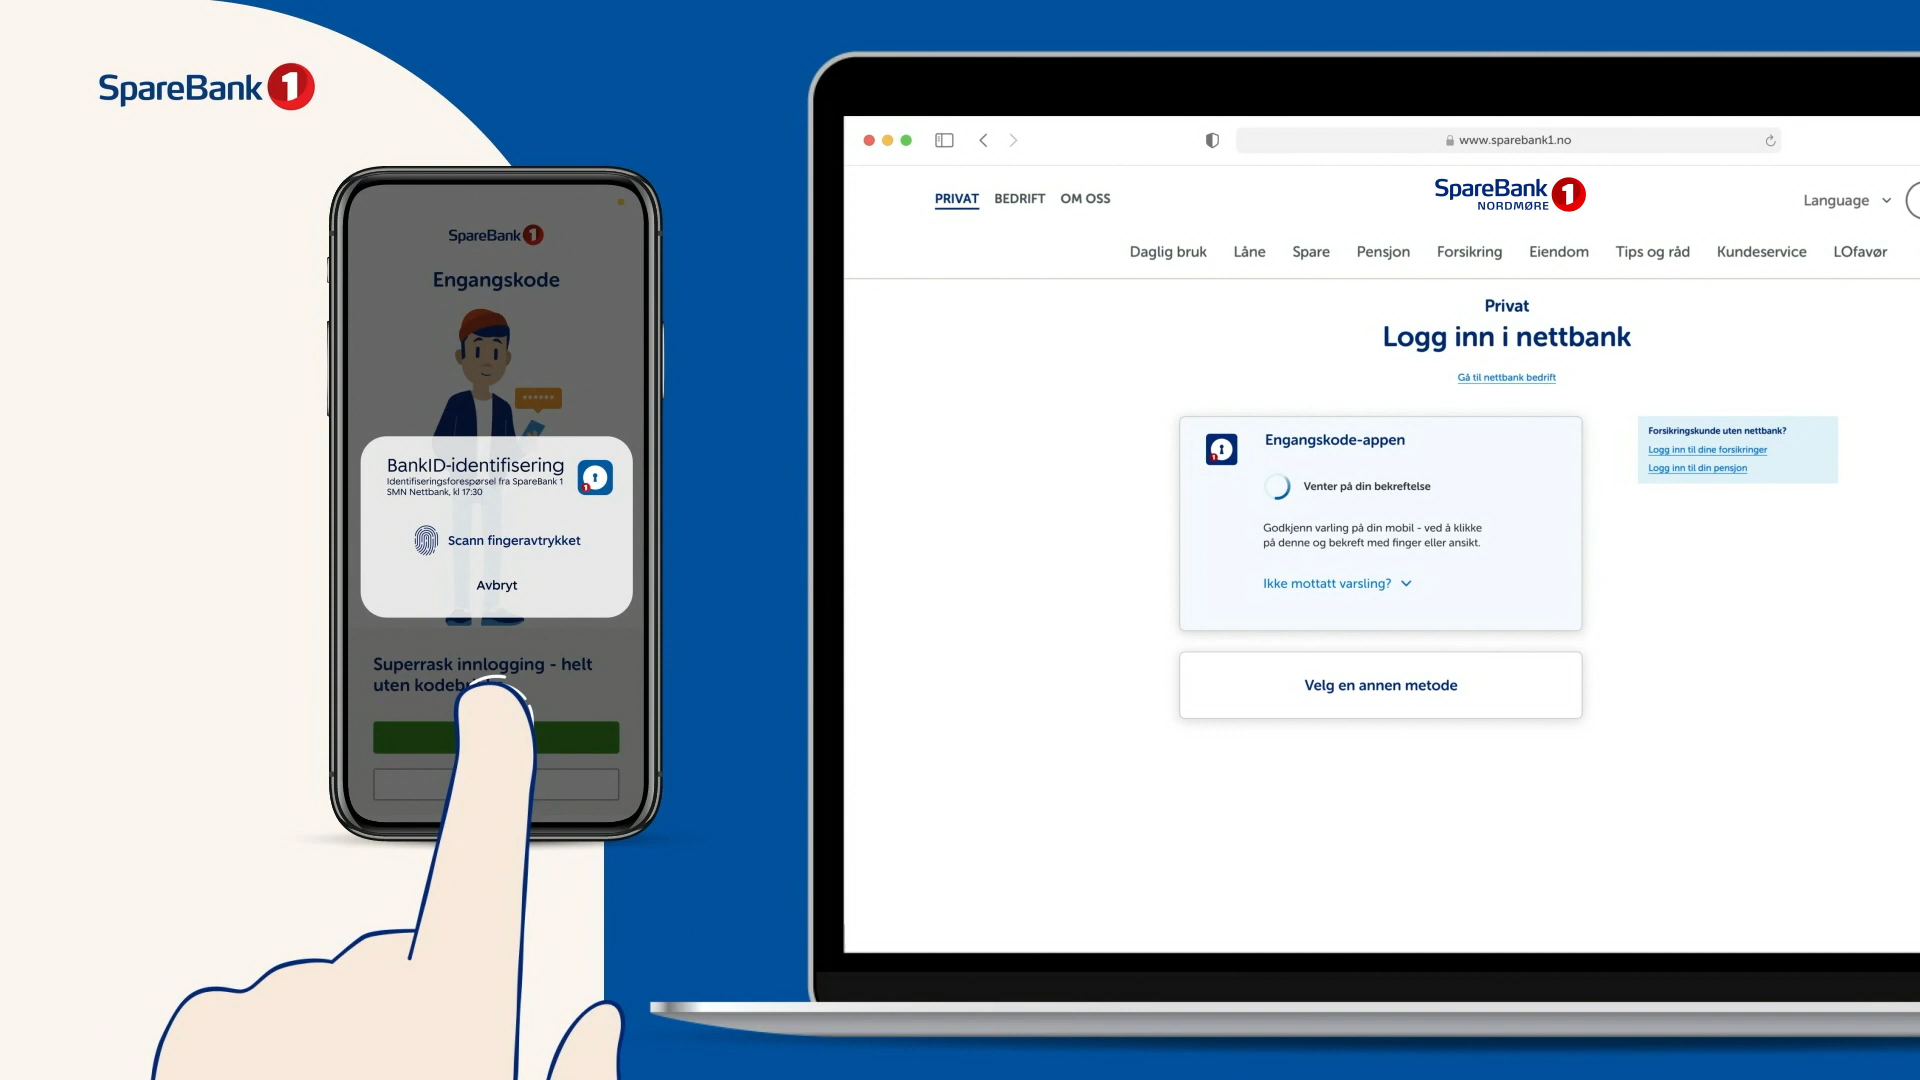 SpareBank 1
SpareBank 1
Engangskode
BankID-identifisering
Identifiseringsforespørsel fra SpareBank 1
SMN Nettbank, kl 17:30
Scann fingeravtrykket
Avbryt
Superrask innlogging - helt
uten
www.sparebank1.no
PRIVAT BEDRIFT OM OSS
SpareBank 1
NORDMØRE
Language
Daglig bruk Låne Spare Pensjon Forsikring Eiendom Tips og råd Kundeservice LOfavør
Privat
Logg inn i nettbank
Gå til nettbank bedrift
Engangskode-appen
Venter på din bekreftelse
Godkjenn varling på din mobil - ved å klikke
på denne og bekreft med finger eller ansikt.
Ikke mottatt varsling?
Velg en annen metode
Forsikringskunde uten nettbank?
Logg inn til dine forsikringer
Logg inn til din pensjon